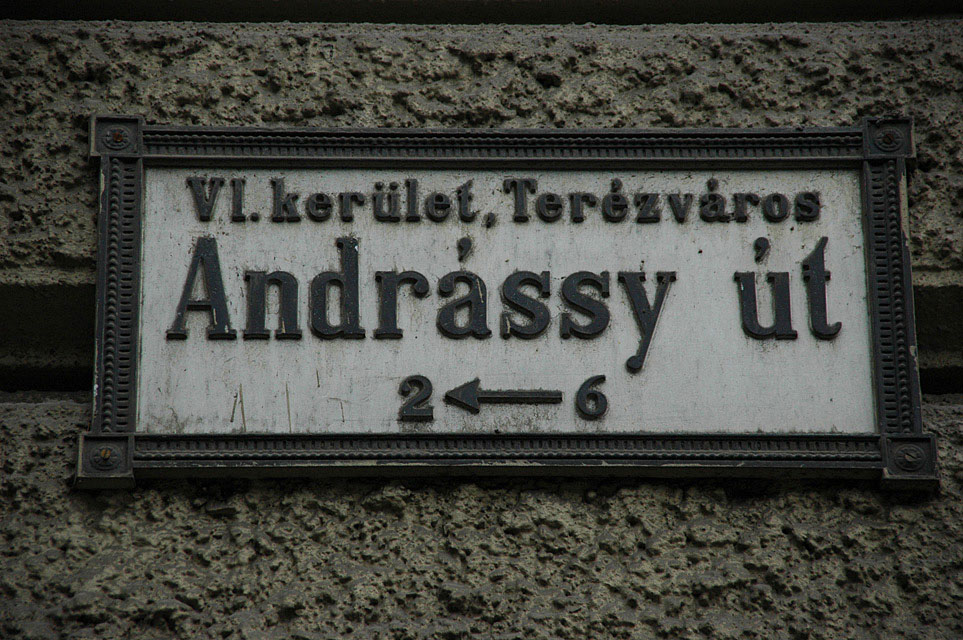 VI. kerület, Terézváros
Andrássy út
2 ← 6